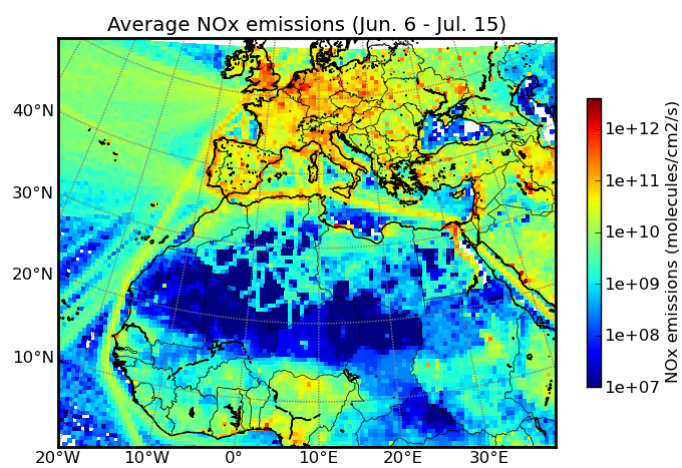 Average NOx emissions (Jun. 6 - Jul. 15)
40°N
30°N
20°N
10°N
20°W
10°W
0°
10°E
20°E
30°E
1e+12
1e+11
1e+10
1e+09
1e+08
1e+07
NOx emissions (molecules/cm2/s)